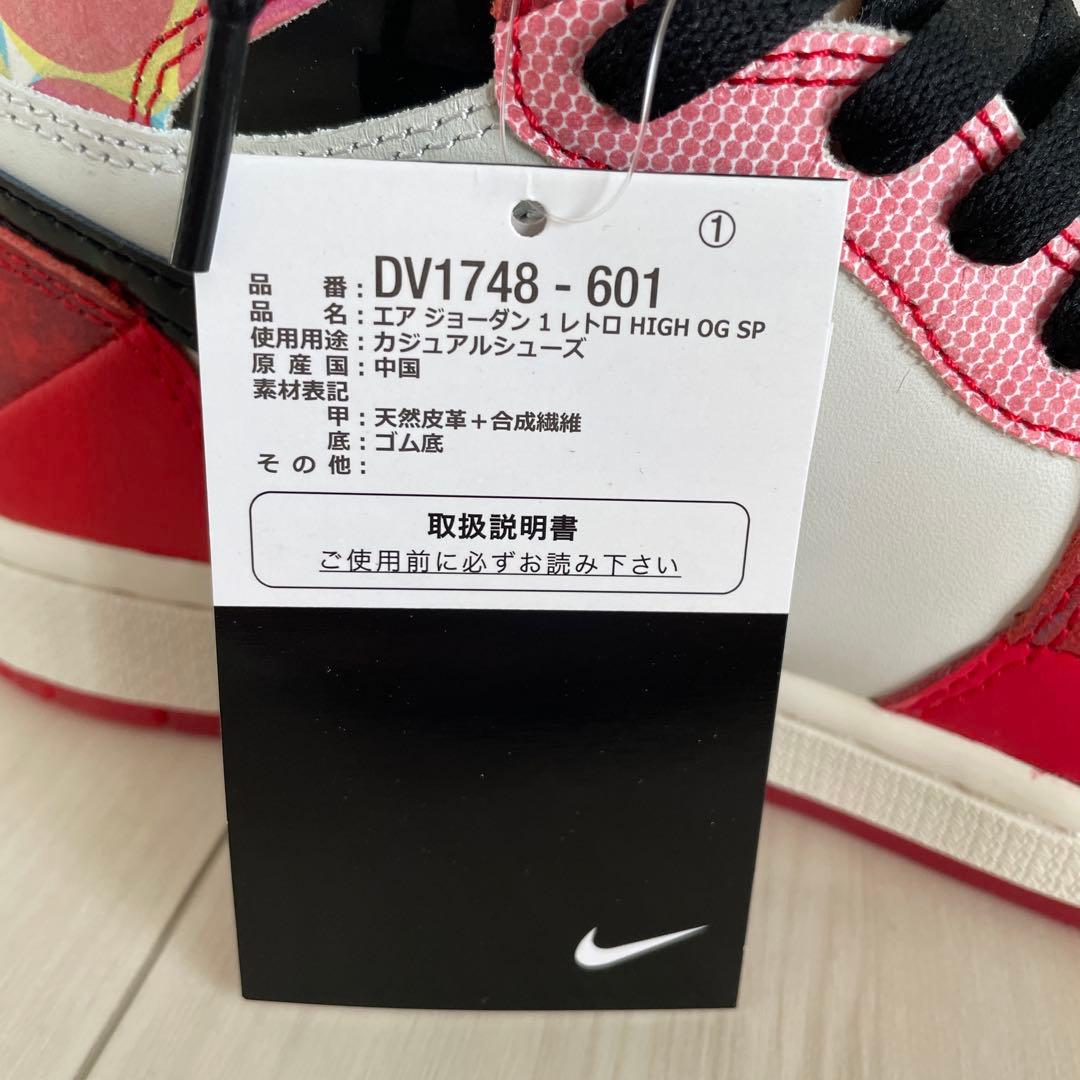 ①
品番：DV1748 - 601
品名：エア ジョーダン 1 レトロ HIGH OG SP
使用用途：カジュアルシューズ
原産国：中国
素材表記
甲：天然皮革＋合成繊維
底：ゴム底
その他：
取扱説明書
ご使用前に必ずお読み下さい